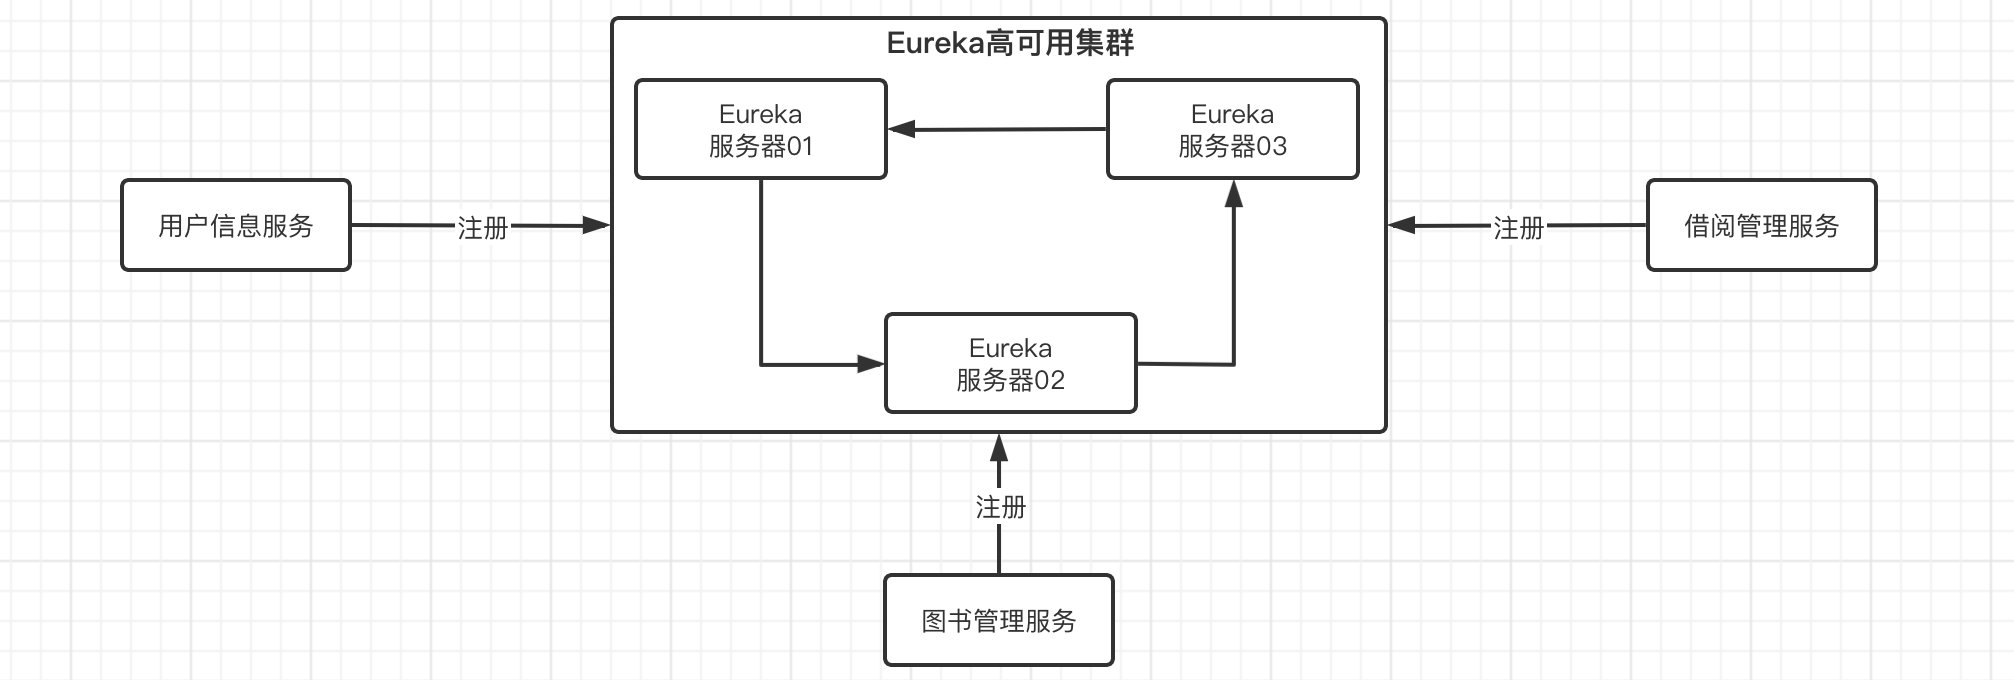 Eureka高可用集群
Eureka
服务器01
Eureka
服务器03
用户信息服务
注册
注册
借阅管理服务
Eureka
服务器02
注册
图书管理服务